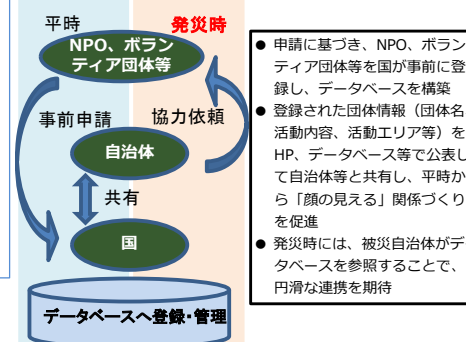 平時
発災時
NPO、ボラン
ティア団体等
事前申請
協力依頼
自治体
共有
国
データベースへ登録・管理
● 申請に基づき、NPO、ボラン
ティア団体等を国が事前に登
録し、データベースを構築
● 登録された団体情報（団体名
活動内容、活動エリア等）を
HP、データベース等で公表し
て自治体等と共有し、平時か
ら「顔の見える」関係づくり
を促進
● 発災時には、被災自治体がデ
タベースを参照することで、
円滑な連携を期待